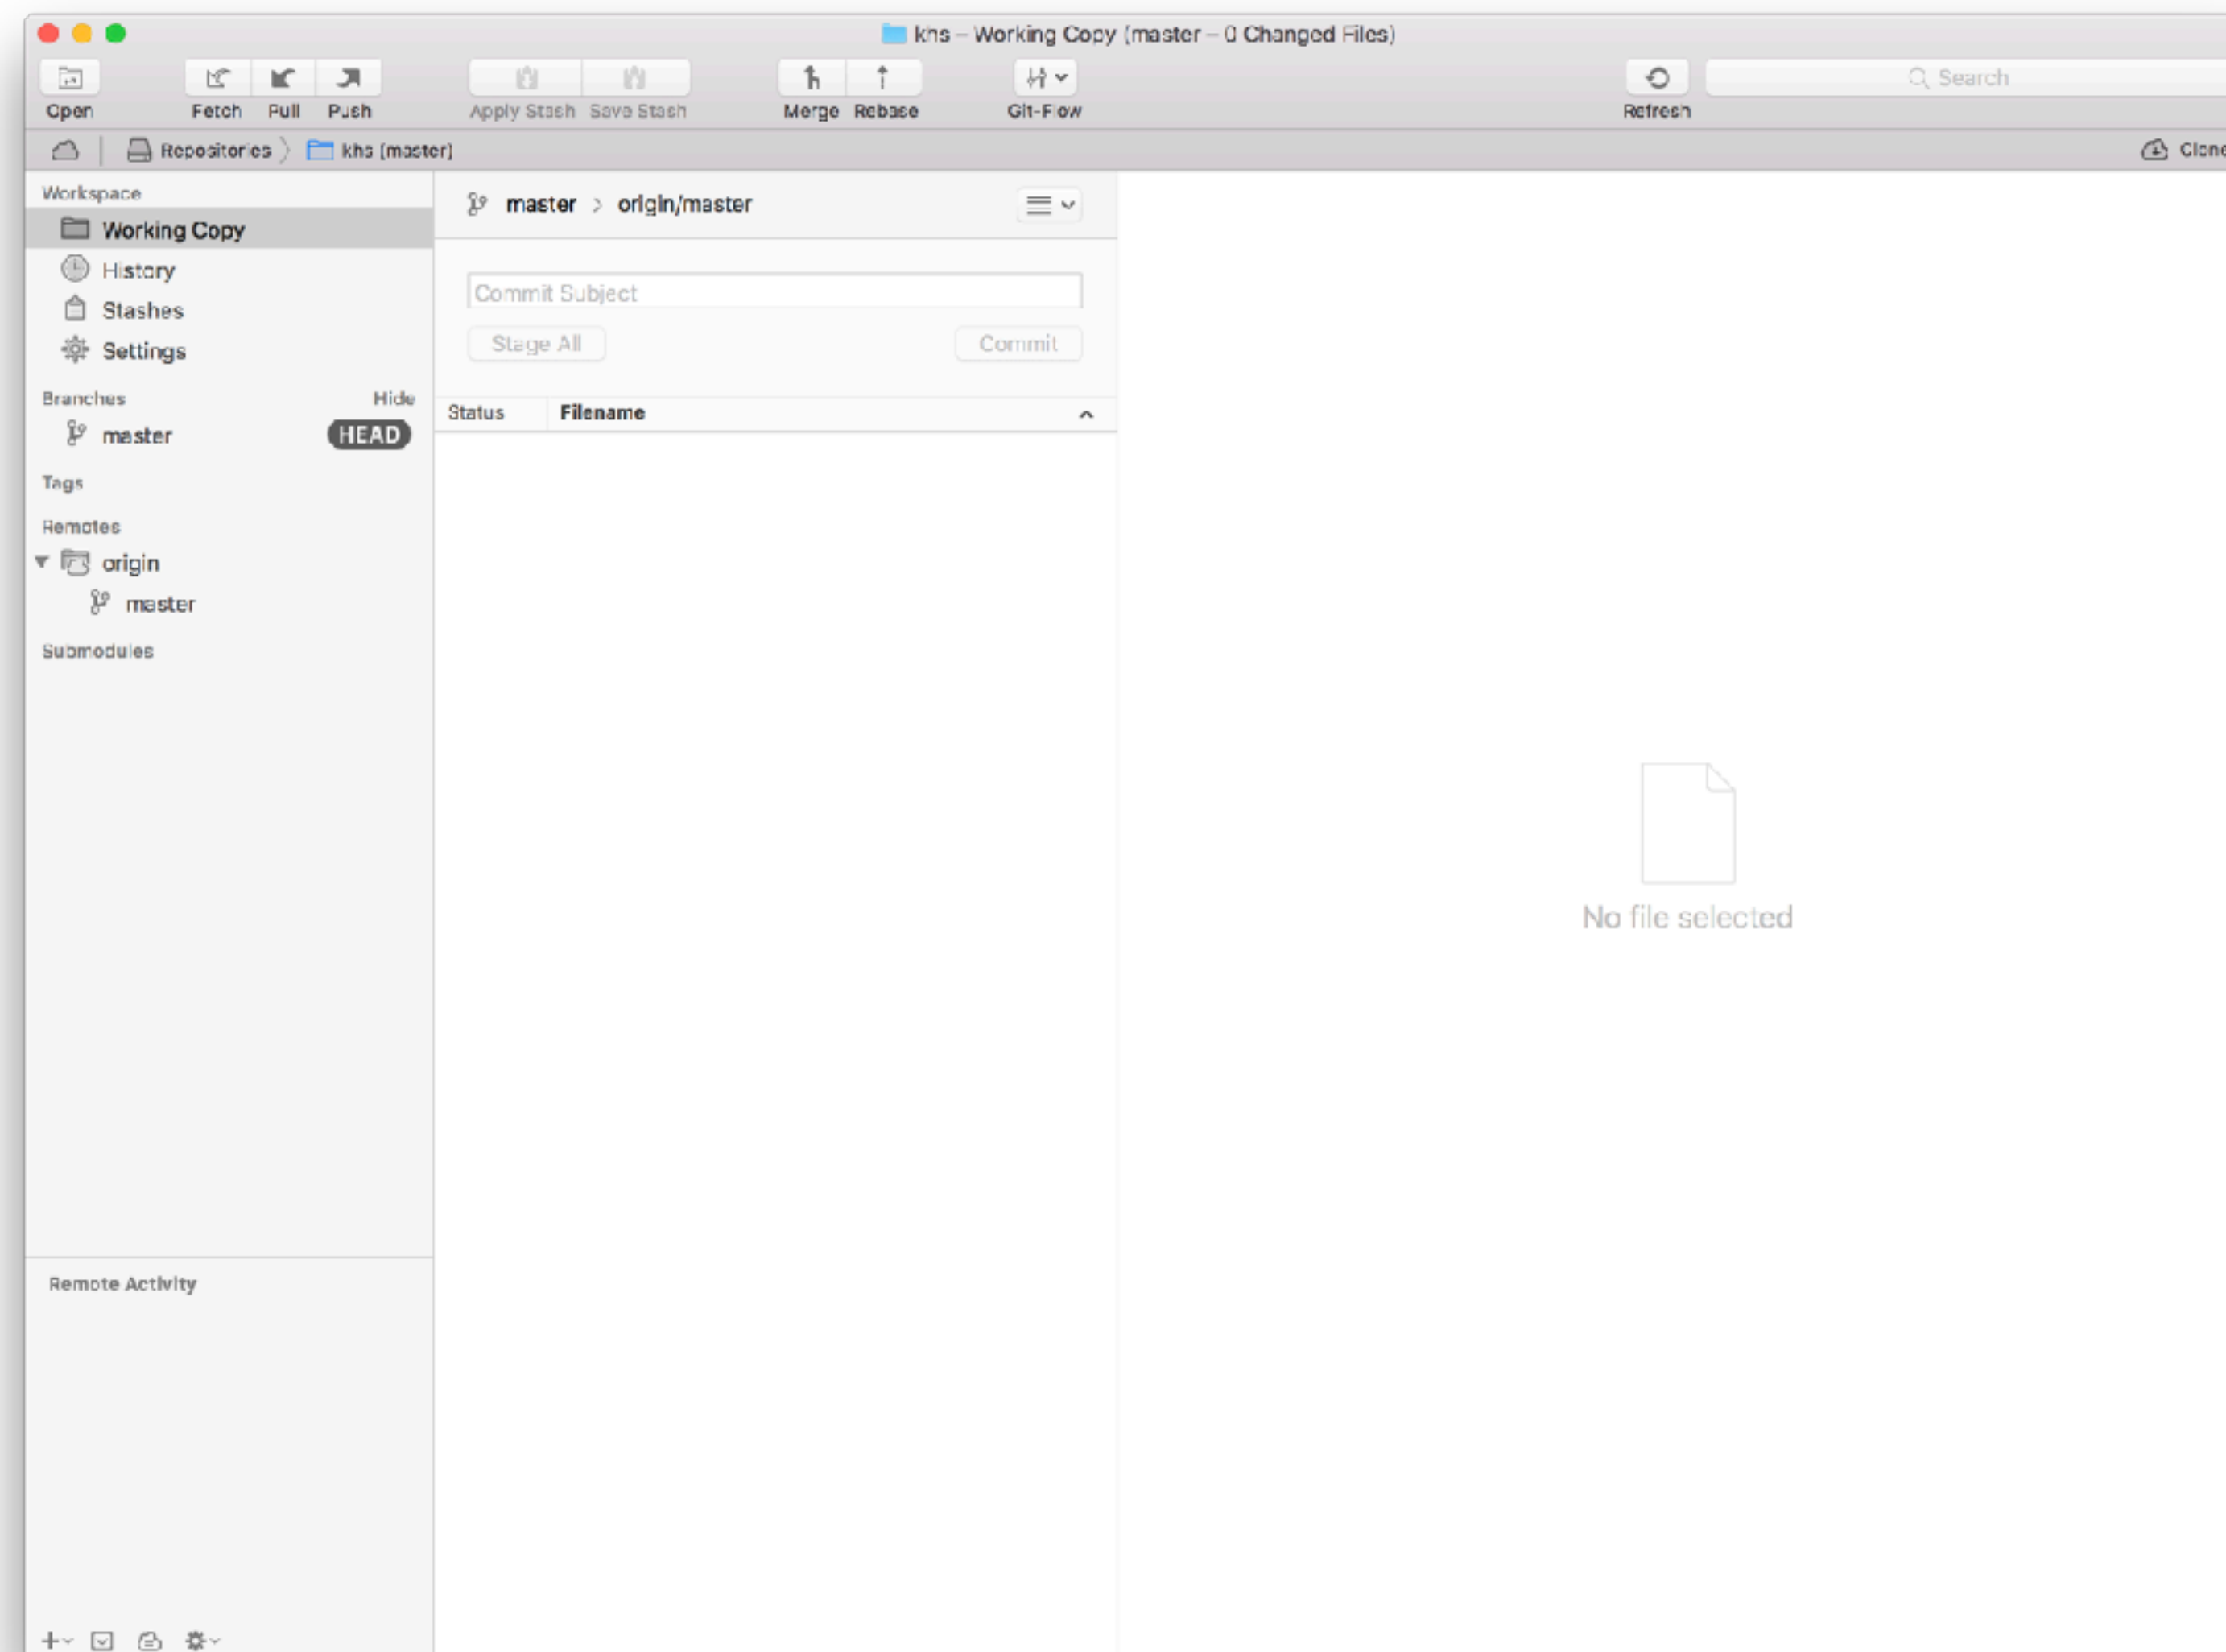 khs – Working Copy (master – 0 Changed Files)
Open Fetch Pull Push Apply Stash Save Stash Merge Rebase Git-Flow Refresh Search
Repositories khs (master) Clone
Workspace
Working Copy
History
Stashes
Settings
Branches Hide
master HEAD
Tags
Remotes
origin
master
Submodules
Remote Activity
master > origin/master
Commit Subject
Stage All Commit
Status Filename
No file selected